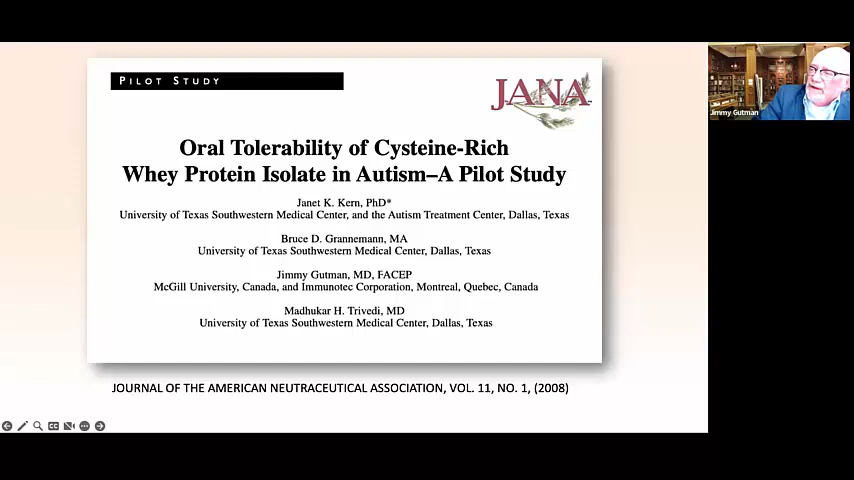 PILOT STUDY
JANA
Jimmy Gutman
Oral Tolerability of Cysteine-Rich
Whey Protein Isolate in Autism–A Pilot Study
Janet K. Kern, PhD*
University of Texas Southwestern Medical Center, and the Autism Treatment Center, Dallas, Texas
Bruce D. Grannemann, MA
University of Texas Southwestern Medical Center, Dallas, Texas
Jimmy Gutman, MD, FACEP
McGill University, Canada, and Immunotec Corporation, Montreal, Quebec, Canada
Madhukar H. Trivedi, MD
University of Texas Southwestern Medical Center, Dallas, Texas
JOURNAL OF THE AMERICAN NEUTRACEUTICAL ASSOCIATION, VOL. 11, NO. 1, (2008)